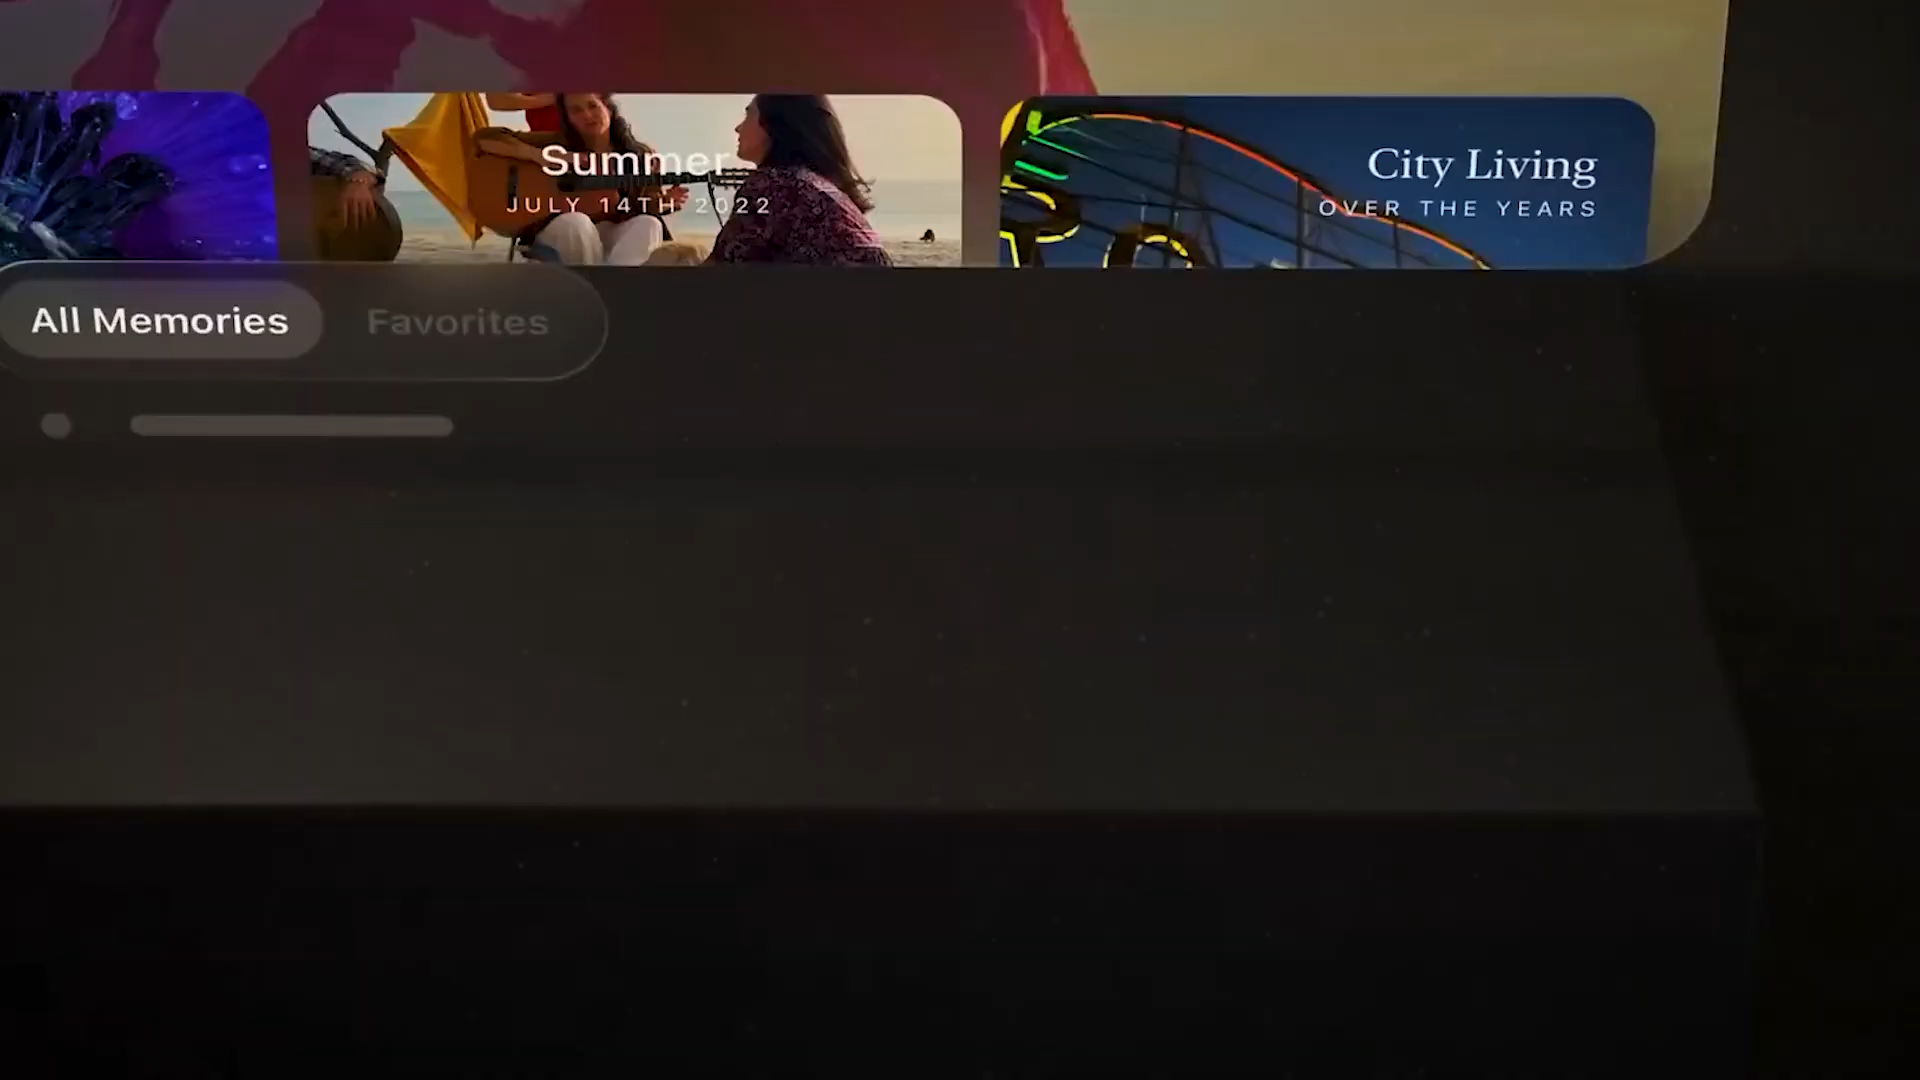 Summer
JULY 14TH 2022
City Living
OVER THE YEARS
All Memories
Favorites